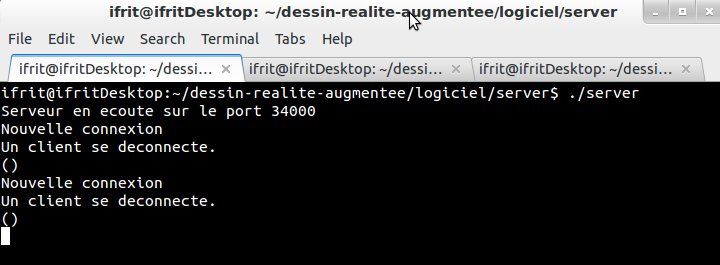 ifrit@ifritDesktop: ~/dessin-realite-augmentee/logiciel/server
File Edit View Search Terminal Tabs Help
ifrit@ifritDesktop: ~/dessi... ifrit@ifritDesktop: ~/dessi... ifrit@ifritDesktop: ~/dessi...
ifrit@ifritDesktop:~/dessin-realite-augmentee/logiciel/server$ ./server
Serveur en ecoute sur le port 34000
Nouvelle connexion
Un client se deconnecte.
()
Nouvelle connexion
Un client se deconnecte.
()